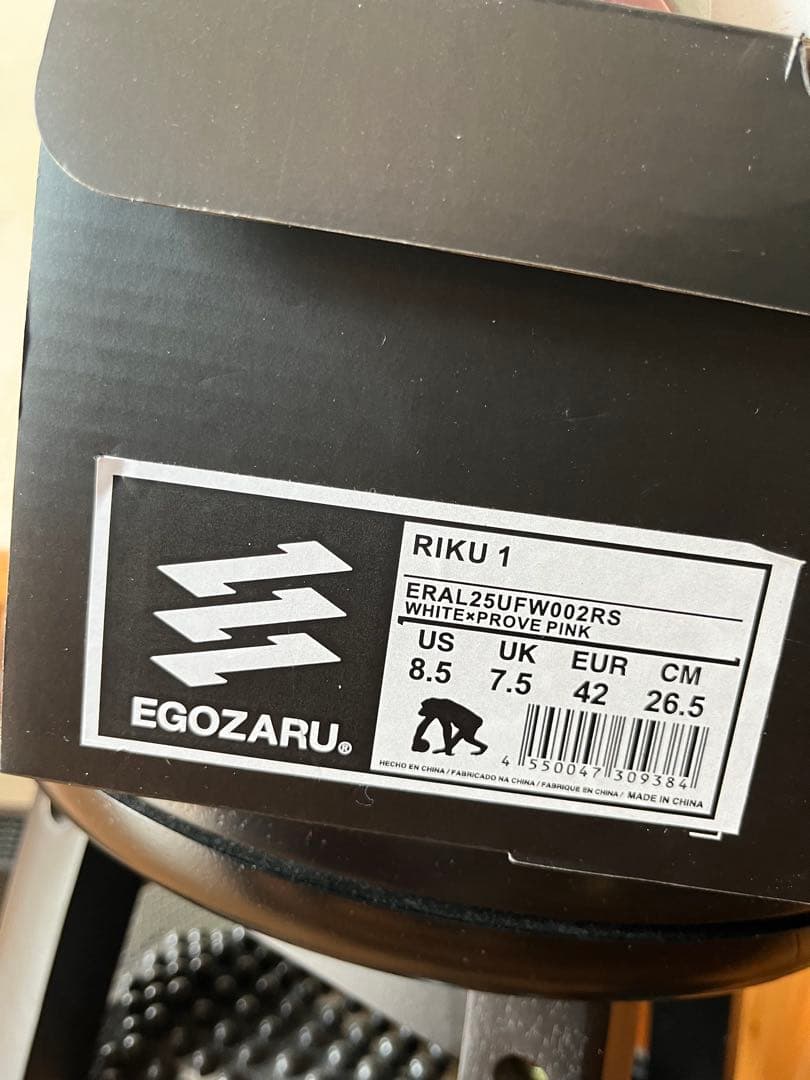 EGOZARU®
RIKU 1
ERAL25UFW002RS
WHITE×PROVE PINK
US UK EUR CM
8.5 7.5 42 26.5
4 550047 309384
HECHO EN CHINA / FABRICADO NA CHINA / FABRIQUE EN CHINA / MADE IN CHINA